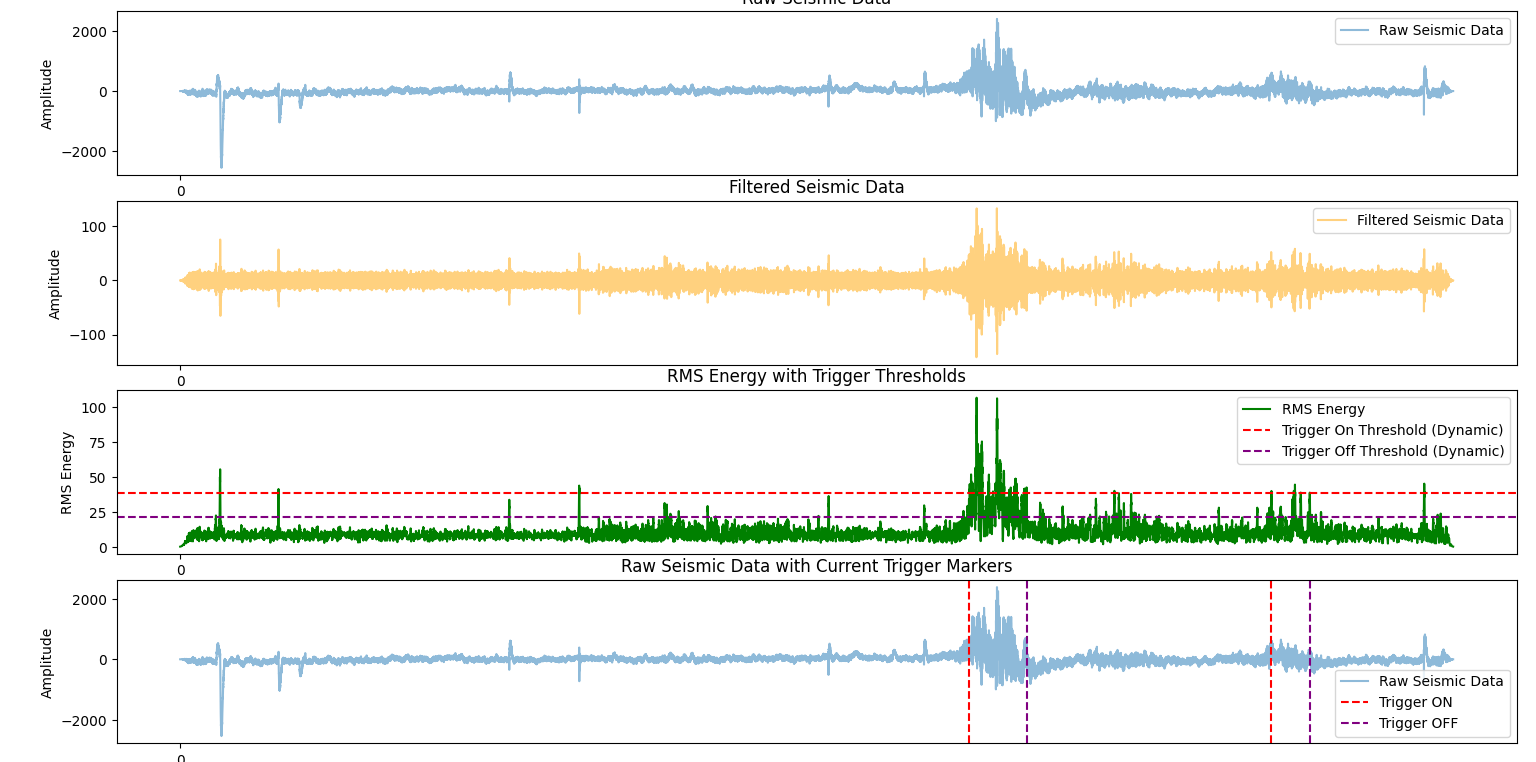 Raw Seismic Data
2000
0
−2000
Amplitude
Raw Seismic Data
0
Filtered Seismic Data
100
0
−100
Amplitude
Filtered Seismic Data
0
RMS Energy with Trigger Thresholds
100
75
50
25
0
RMS Energy
RMS Energy
Trigger On Threshold (Dynamic)
Trigger Off Threshold (Dynamic)
0
Raw Seismic Data with Current Trigger Markers
2000
0
−2000
Amplitude
Raw Seismic Data
Trigger ON
Trigger OFF
0